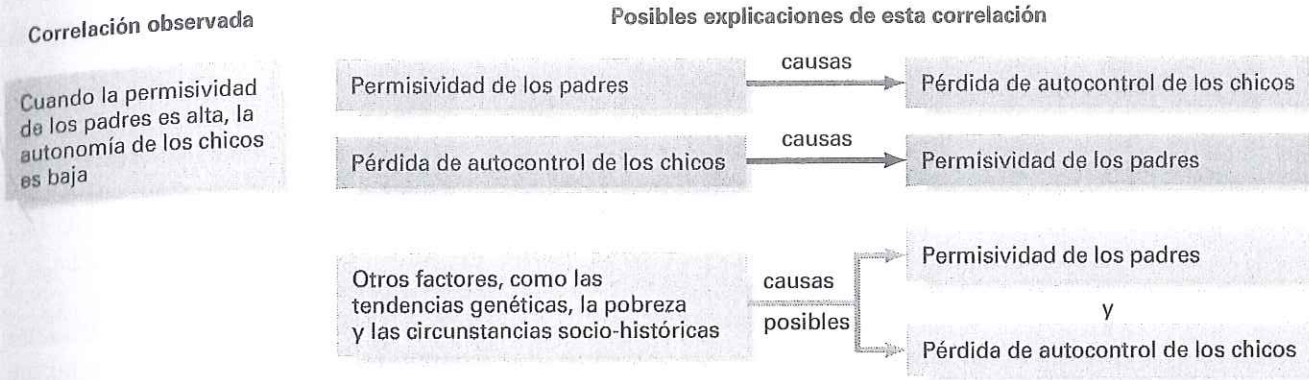 Correlación observada
Posibles explicaciones de esta correlación
Cuando la permisividad
de los padres es alta, la
autonomía de los chicos
es baja
Permisividad de los padres
causas
Pérdida de autocontrol de los chicos
Pérdida de autocontrol de los chicos
causas
Permisividad de los padres
Otros factores, como las
tendencias genéticas, la pobreza
y las circunstancias socio-históricas
causas
posibles
Permisividad de los padres
y
Pérdida de autocontrol de los chicos